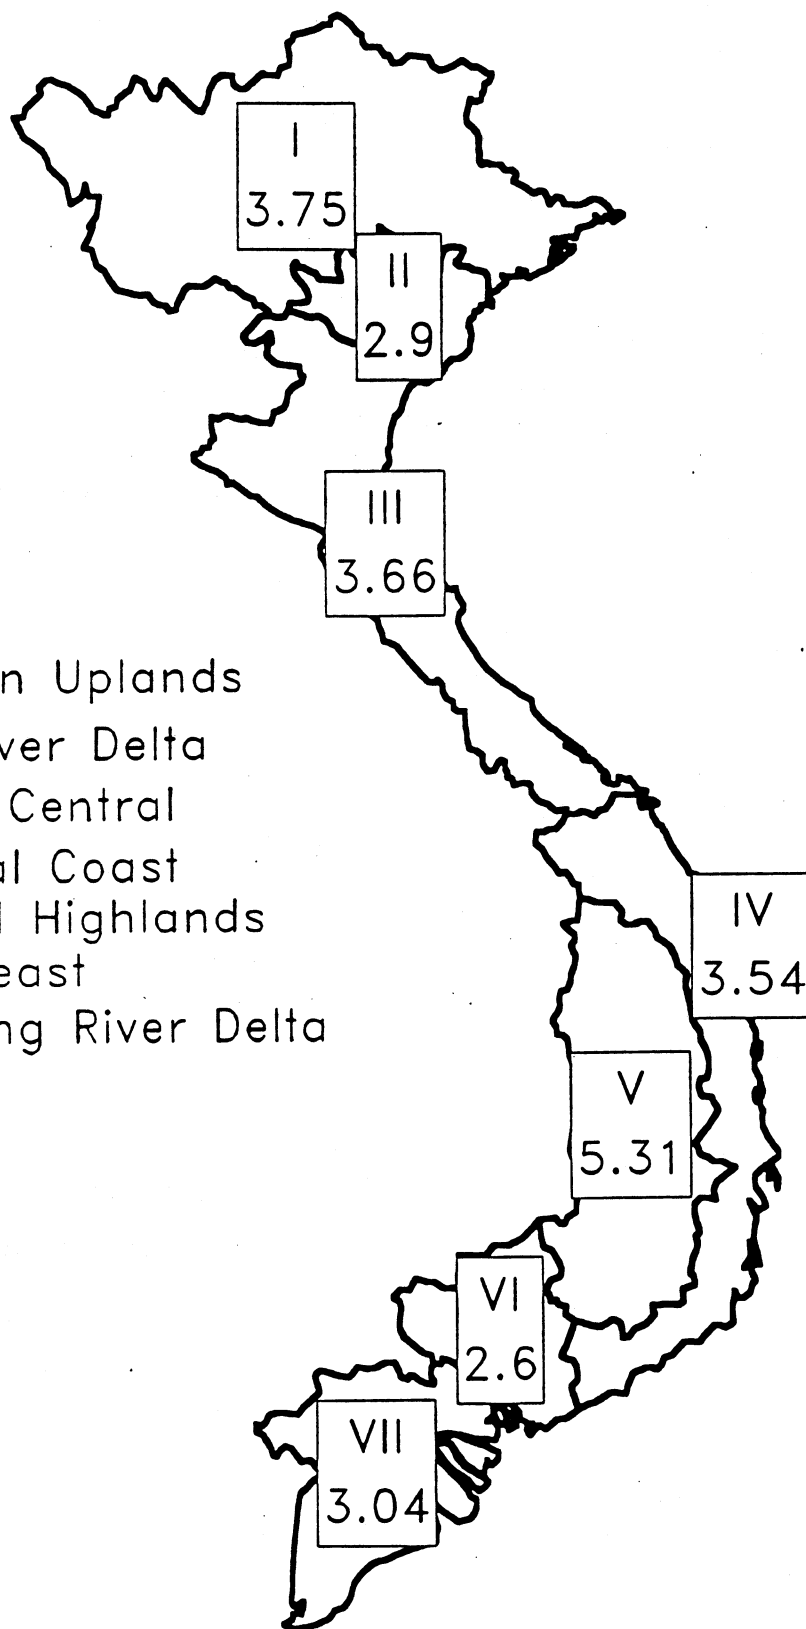 I
3.75
II
2.9
III
3.66
n Uplands
ver Delta
Central
al Coast
l Highlands
east
ng River Delta
IV
3.54
V
5.31
VI
2.6
VII
3.04